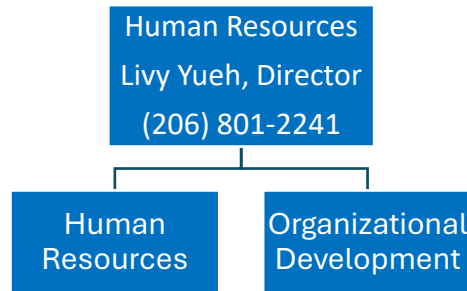 Human Resources
Livy Yueh, Director
(206) 801-2241
Human
Resources
Organizational
Development